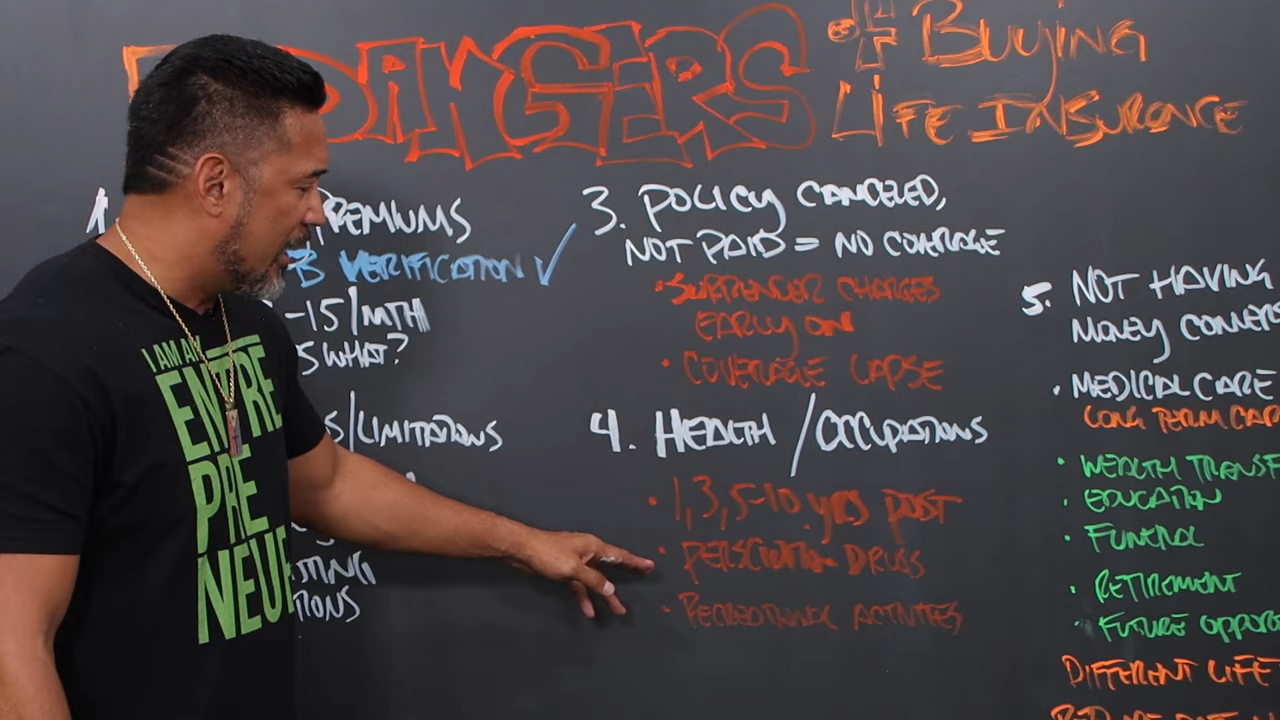 DANGERS
OF BUYING
LIFE INSURANCE
PREMIUMS
B VERIFICATION ✓
-15/MTH
S WHAT?
S/LIMITATIONS
STING
TIONS
3. POLICY CANCELED,
NOT PAID = NO COVERAGE
• SURRENDER CHARGES
EARLY ON
• COVERAGE LAPSE
4. HEALTH/OCCUPATIONS
• 1,3,5-10 yrs POST
• PERSCRIPTION DRUGS
• RECREATIONAL ACTIVITIES
5. NOT HAVING
MONEY CONVERS
• MEDICAL CARE
LONG TERM CAR
• WEALTH TRANSF
• EDUCATION
• FUNERAL
• RETIREMENT
• FUTURE OPPORT
DIFFERENT LIFE
I AM AN
ENTRE
PRE
NEUR